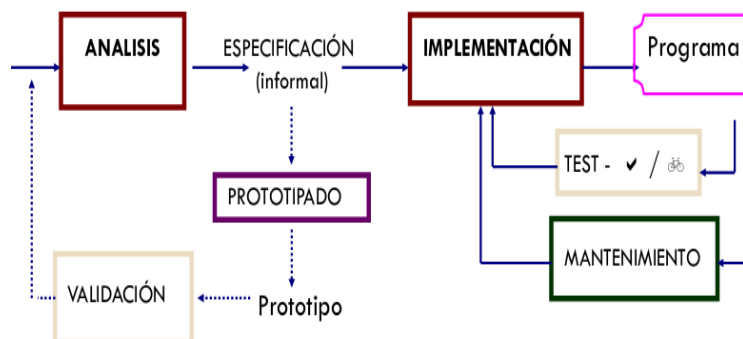 ANALISIS
ESPECIFICACIÓN
(informal)
IMPLEMENTACIÓN
Programa
TEST - ✔ / 🚲
PROTOTIPADO
MANTENIMIENTO
VALIDACIÓN
Prototipo